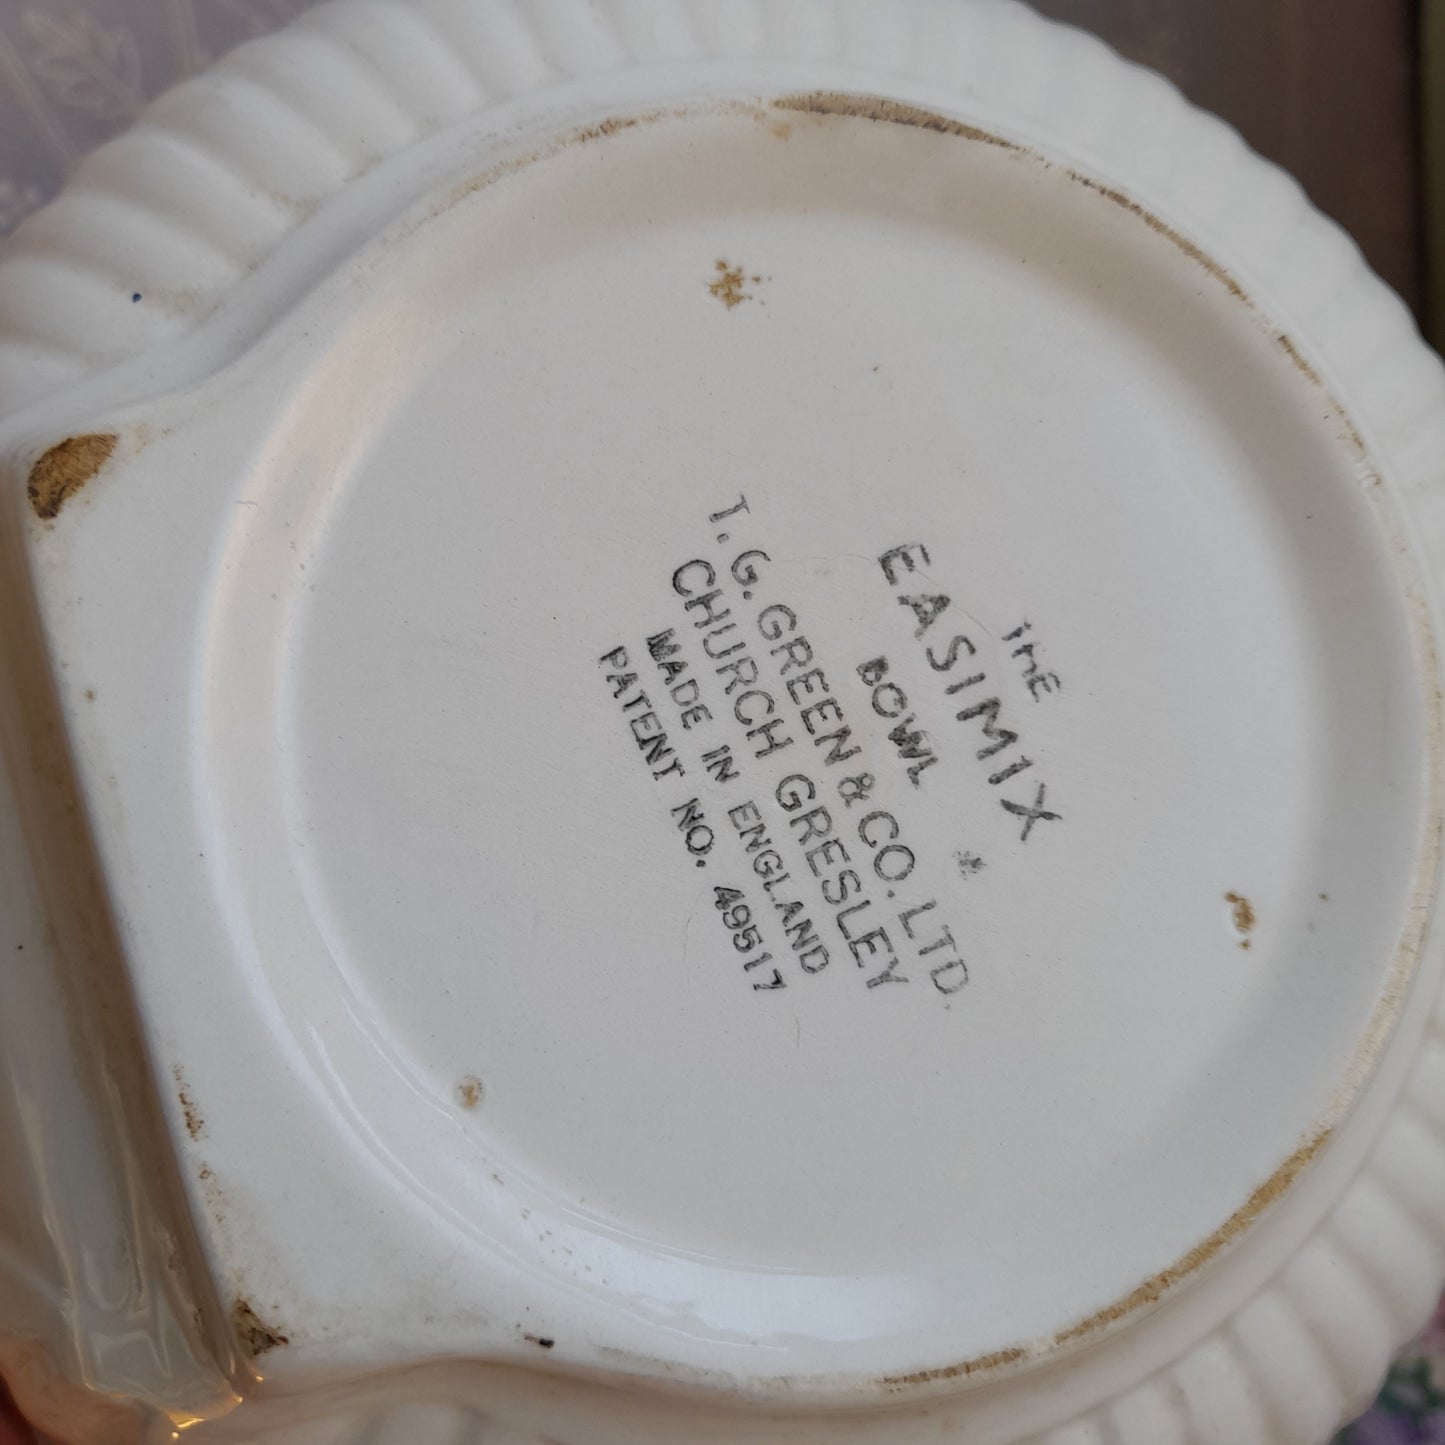 THE
EASIMIX
BOWL
T. G. GREEN & CO. LTD.
CHURCH GRESLEY
MADE IN ENGLAND
PATENT NO. 49517